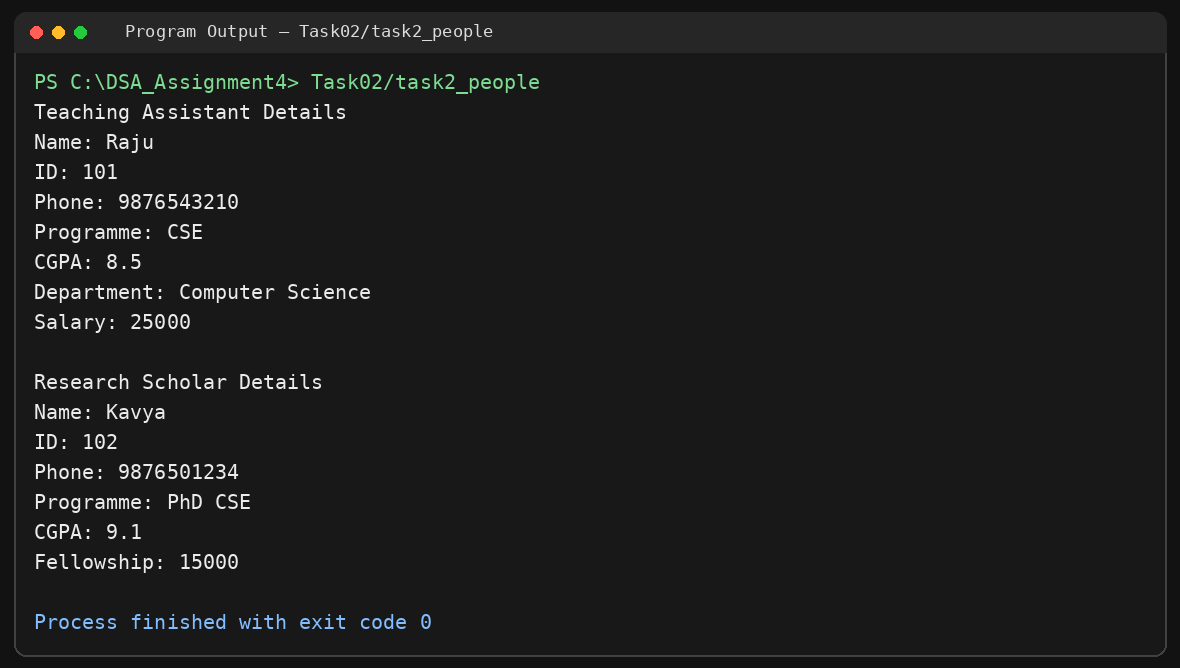 Program Output — Task02/task2_people
PS C:\DSA_Assignment4> Task02/task2_people
Teaching Assistant Details
Name: Raju
ID: 101
Phone: 9876543210
Programme: CSE
CGPA: 8.5
Department: Computer Science
Salary: 25000
Research Scholar Details
Name: Kavya
ID: 102
Phone: 9876501234
Programme: PhD CSE
CGPA: 9.1
Fellowship: 15000
Process finished with exit code 0